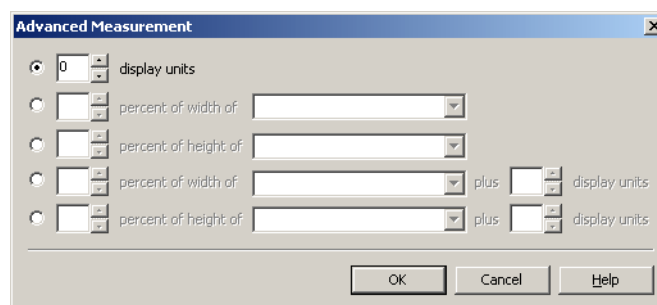 Advanced Measurement
0 display units
percent of width of
percent of height of
percent of width of plus display units
percent of height of plus display units
OK Cancel Help